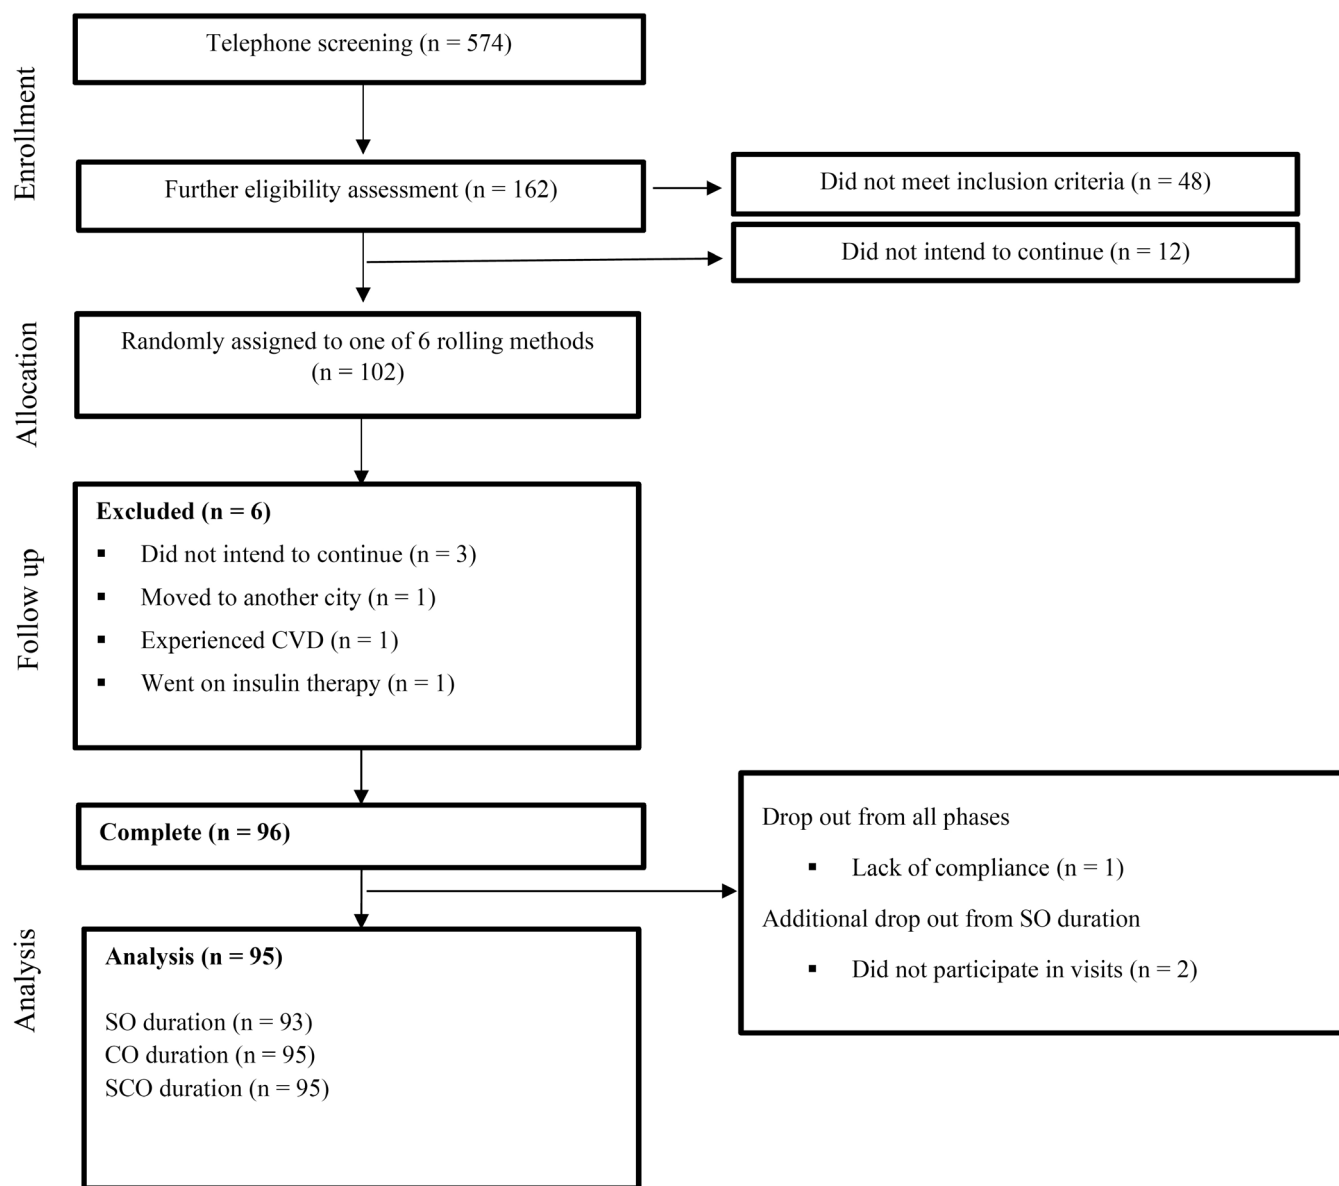 Enrollment
Telephone screening (n = 574)
Further eligibility assessment (n = 162)
Did not meet inclusion criteria (n = 48)
Did not intend to continue (n = 12)
Allocation
Randomly assigned to one of 6 rolling methods
(n = 102)
Follow up
Excluded (n = 6)
▪ Did not intend to continue (n = 3)
▪ Moved to another city (n = 1)
▪ Experienced CVD (n = 1)
▪ Went on insulin therapy (n = 1)
Complete (n = 96)
Drop out from all phases
▪ Lack of compliance (n = 1)
Additional drop out from SO duration
▪ Did not participate in visits (n = 2)
Analysis
Analysis (n = 95)
SO duration (n = 93)
CO duration (n = 95)
SCO duration (n = 95)